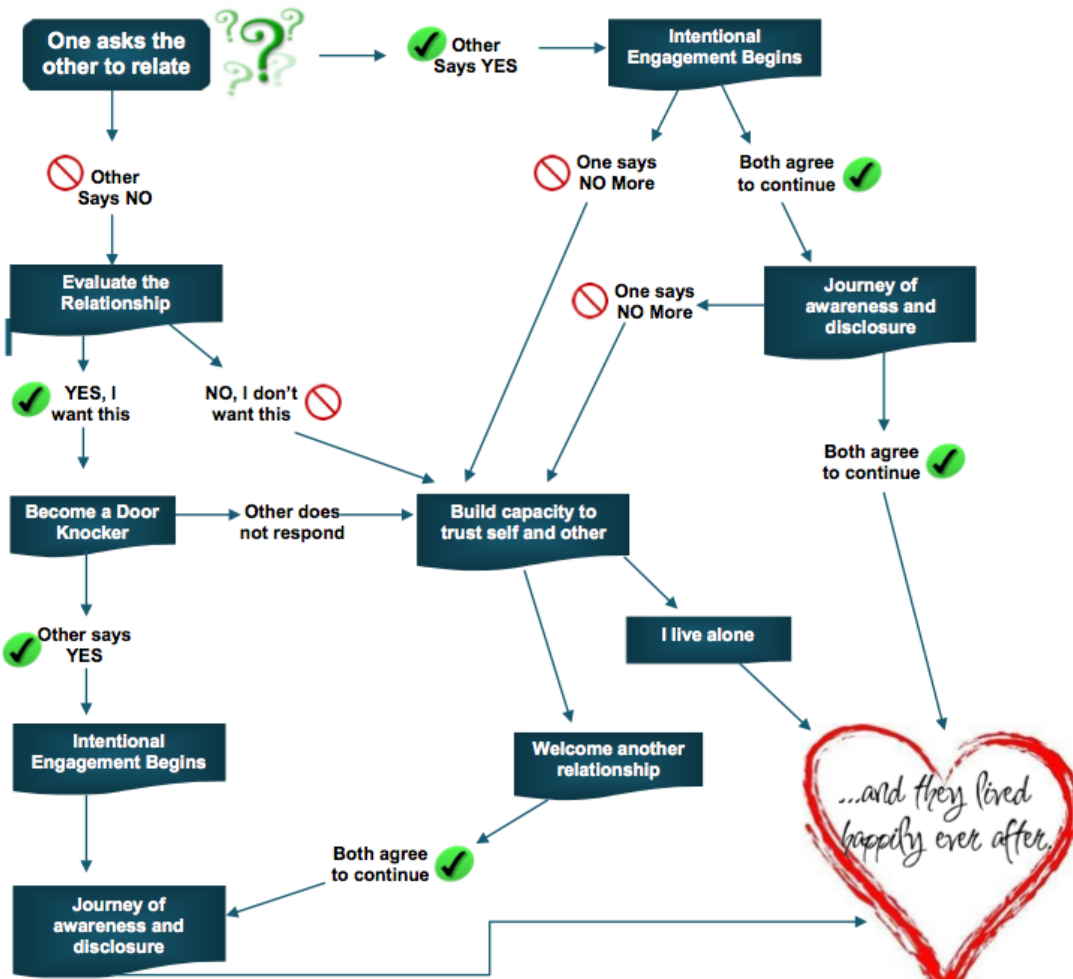 One asks the
other to relate
Other
Says YES
Intentional
Engagement Begins
Other
Says NO
One says
NO More
Both agree
to continue
Evaluate the
Relationship
One says
NO More
Journey of
awareness and
disclosure
YES, I
want this
NO, I don't
want this
Both agree
to continue
Become a Door
Knocker
Other does
not respond
Build capacity to
trust self and other
Other says
YES
I live alone
Intentional
Engagement Begins
Welcome another
relationship
...and they lived
happily ever after.
Both agree
to continue
Journey of
awareness and
disclosure